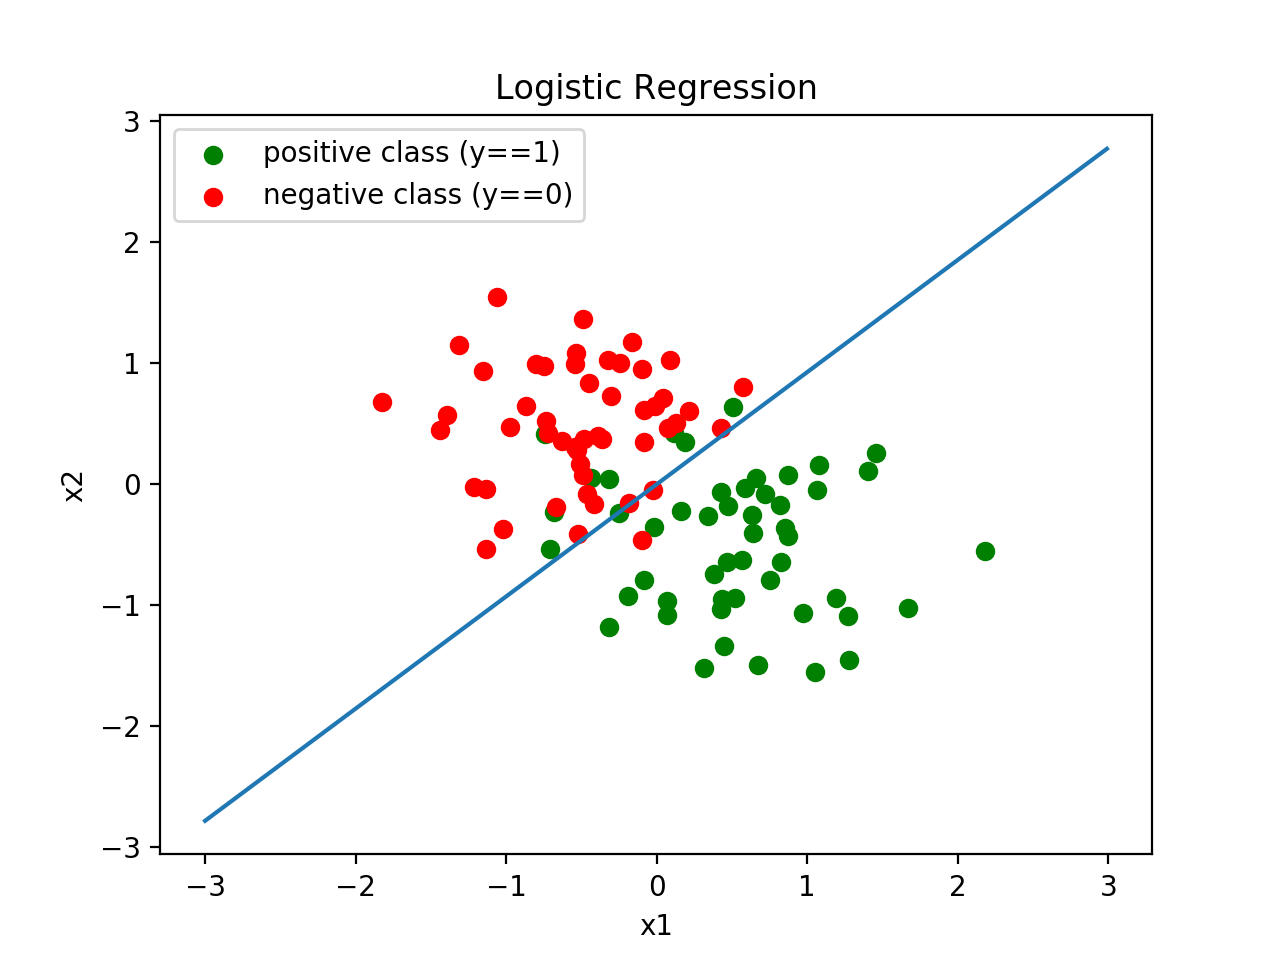 Logistic Regression
positive class (y==1)
negative class (y==0)
3
2
1
0
−1
−2
−3
x2
−3 −2 −1 0 1 2 3
x1